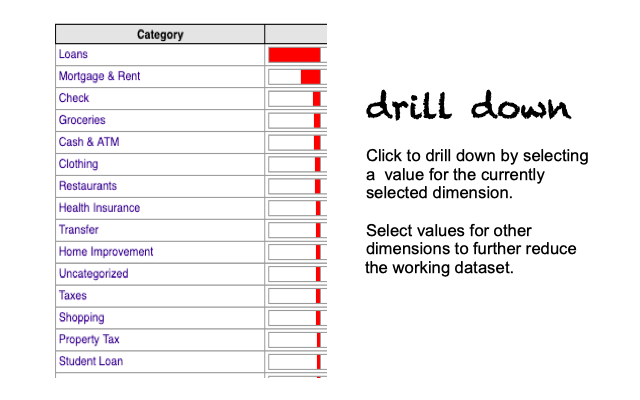 Category
Loans
Mortgage & Rent
Check
Groceries
Cash & ATM
Clothing
Restaurants
Health Insurance
Transfer
Home Improvement
Uncategorized
Taxes
Shopping
Property Tax
Student Loan
drill down
Click to drill down by selecting
a value for the currently
selected dimension.
Select values for other
dimensions to further reduce
the working dataset.